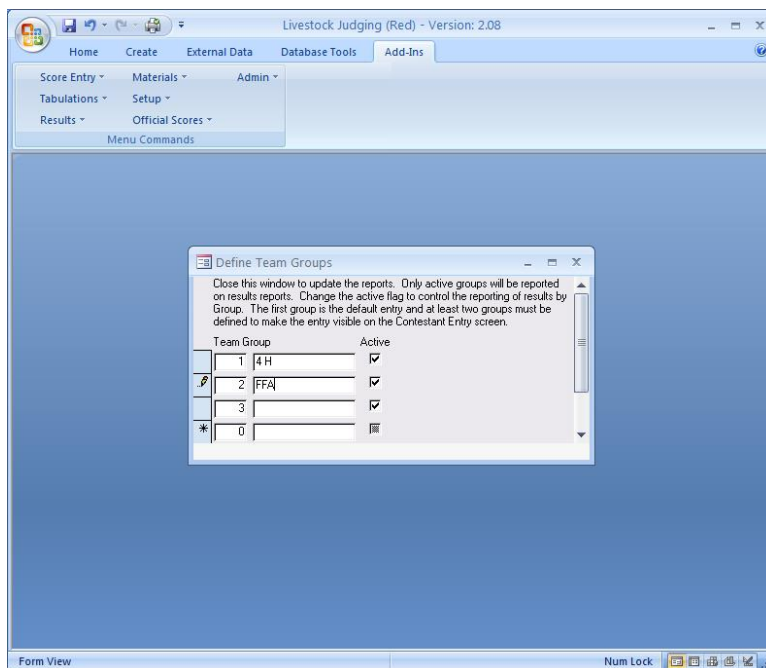 Livestock Judging (Red) - Version: 2.08
Home Create External Data Database Tools Add-Ins
Score Entry Materials Admin
Tabulations Setup
Results Official Scores
Menu Commands
Define Team Groups
Close this window to update the reports. Only active groups will be reported
on results reports. Change the active flag to control the reporting of results by
Group. The first group is the default entry and at least two groups must be
defined to make the entry visible on the Contestant Entry screen.
Team Group Active
1 4 H
2 FFA
3
0
Form View Num Lock